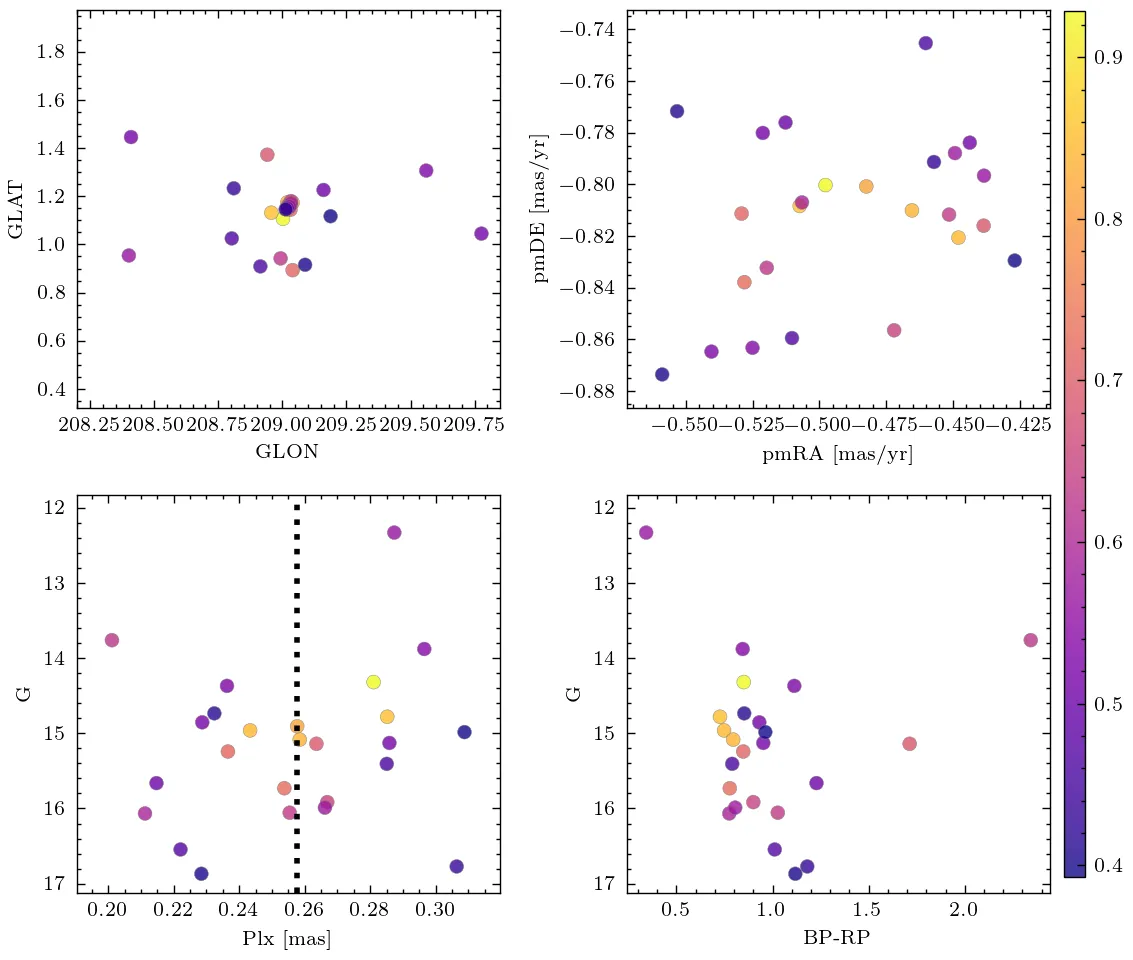 1.8
1.6
1.4
1.2
1.0
0.8
0.6
0.4
GLAT
208.25 208.50 208.75 209.00 209.25 209.50 209.75
GLON
−0.74
−0.76
−0.78
−0.80
−0.82
−0.84
−0.86
−0.88
pmDE [mas/yr]
−0.550 −0.525 −0.500 −0.475 −0.450 −0.425
pmRA [mas/yr]
0.9
0.8
0.7
0.6
0.5
0.4
12
13
14
15
16
17
G
0.20 0.22 0.24 0.26 0.28 0.30
Plx [mas]
12
13
14
15
16
17
G
0.5 1.0 1.5 2.0
BP-RP